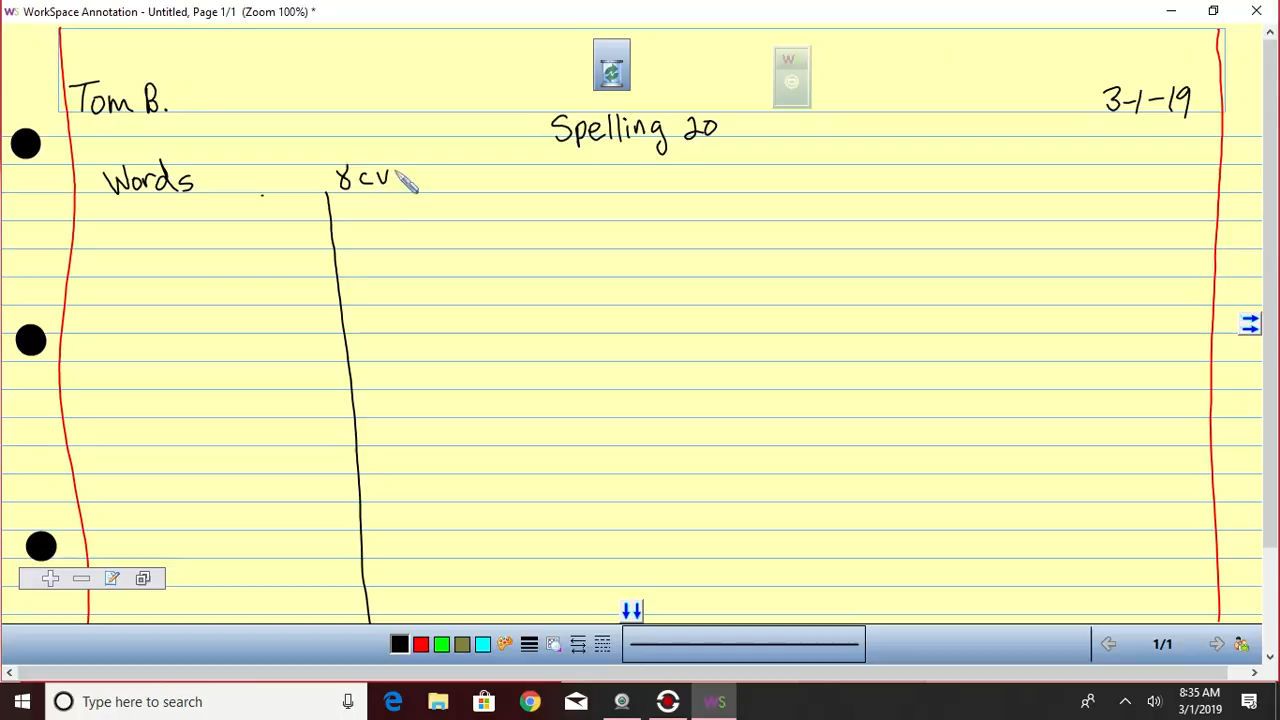 WorkSpace Annotation - Untitled, Page 1/1 (Zoom 100%) *
Tom B.
3-1-19
Spelling 20
Words
1/1
Type here to search
8:35 AM
3/1/2019